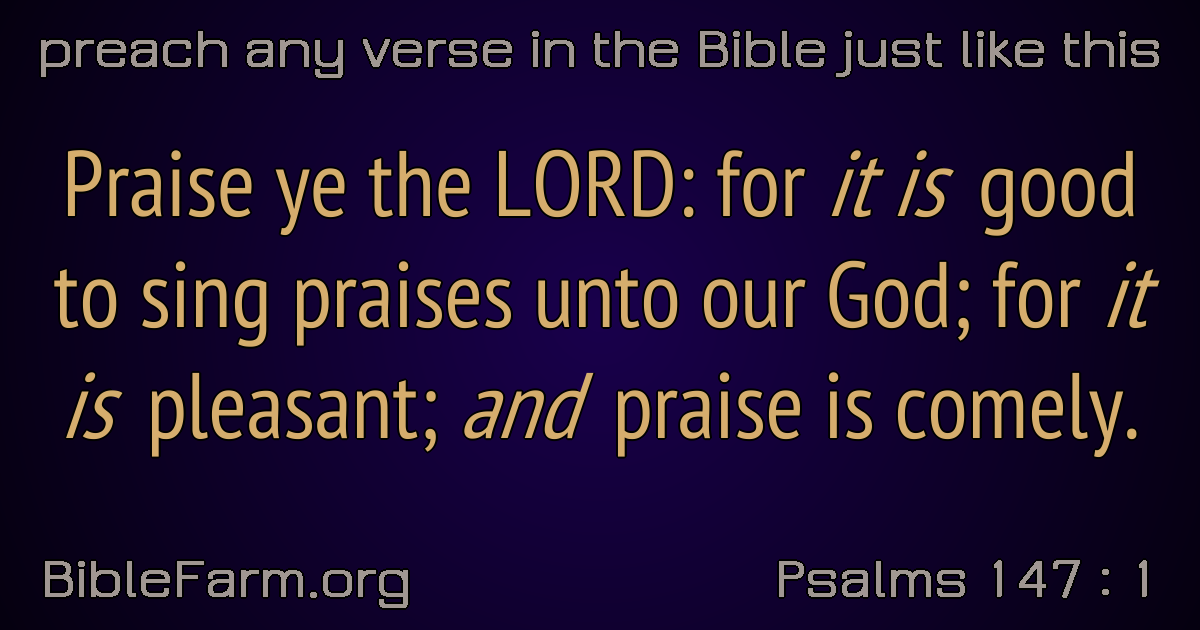 preach any verse in the Bible just like this
Praise ye the LORD: for it is good
to sing praises unto our God; for it
is pleasant; and praise is comely.
BibleFarm.org
Psalms 147 : 1